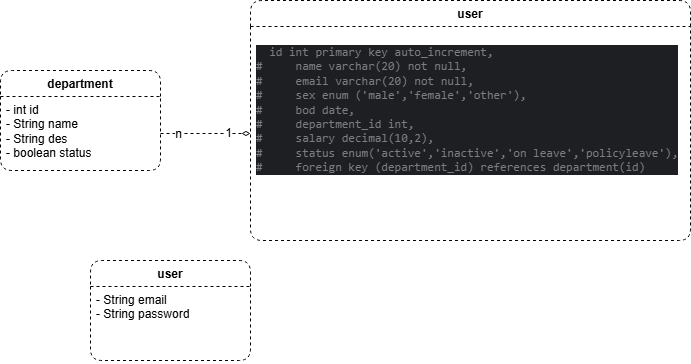 user
id int primary key auto_increment,
# name varchar(20) not null,
# email varchar(20) not null,
# sex enum ('male','female','other'),
# bod date,
# department_id int,
# salary decimal(10,2),
# status enum('active','inactive','on leave','policyleave'),
# foreign key (department_id) references department(id)
department
- int id
- String name
- String des
- boolean status
n
1
user
- String email
- String password